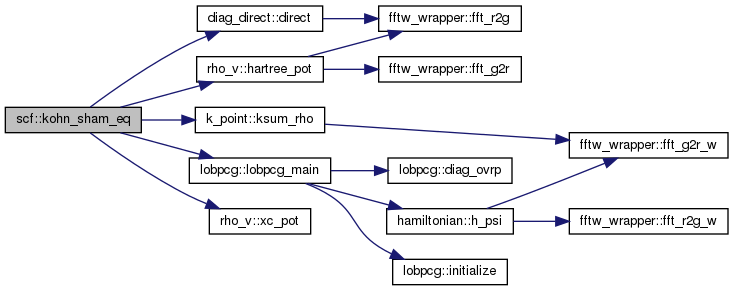 diag_direct::direct
fftw_wrapper::fft_r2g
rho_v::hartree_pot
fftw_wrapper::fft_g2r
scf::kohn_sham_eq
k_point::ksum_rho
fftw_wrapper::fft_g2r_w
lobpcg::lobpcg_main
lobpcg::diag_ovrp
rho_v::xc_pot
hamiltonian::h_psi
fftw_wrapper::fft_r2g_w
lobpcg::initialize